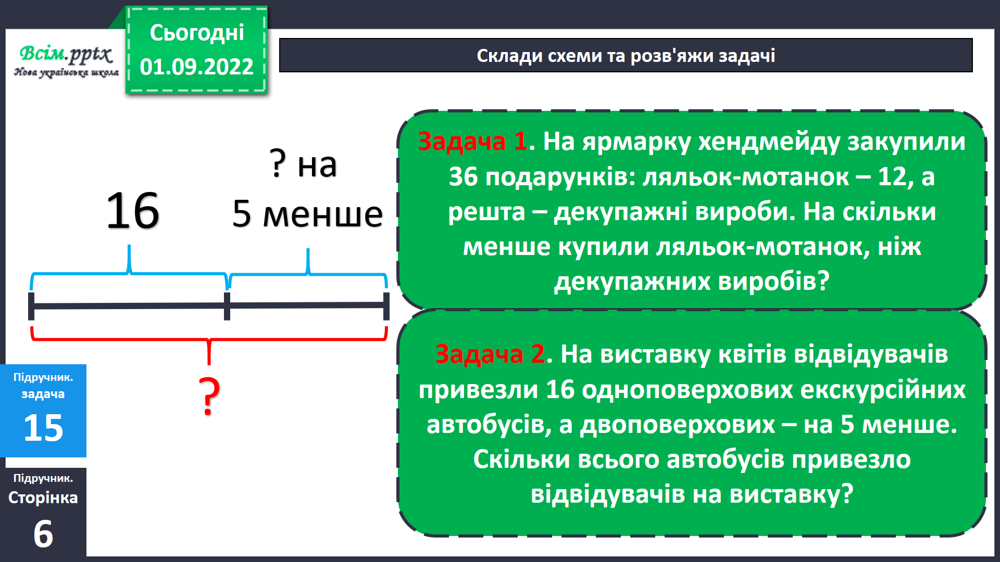 Всім.pptx
Нова українська школа
Сьогодні
01.09.2022
Склади схеми та розв'яжи задачі
? на
5 менше
16
?
Задача 1. На ярмарку хендмейду закупили
36 подарунків: ляльок-мотанок – 12, а
решта – декупажні вироби. На скільки
менше купили ляльок-мотанок, ніж
декупажних виробів?
Задача 2. На виставку квітів відвідувачів
привезли 16 одноповерхових екскурсійних
автобусів, а двоповерхових – на 5 менше.
Скільки всього автобусів привезло
відвідувачів на виставку?
Підручник.
задача
15
Підручник.
Сторінка
6